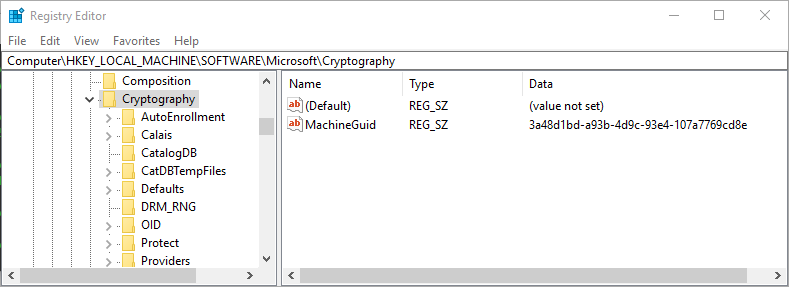 Registry Editor
File Edit View Favorites Help
Computer\HKEY_LOCAL_MACHINE\SOFTWARE\Microsoft\Cryptography
Composition
Cryptography
AutoEnrollment
Calais
CatalogDB
CatDBTempFiles
Defaults
DRM_RNG
OID
Protect
Providers
Name Type Data
ab (Default) REG_SZ (value not set)
ab MachineGuid REG_SZ 3a48d1bd-a93b-4d9c-93e4-107a7769cd8e